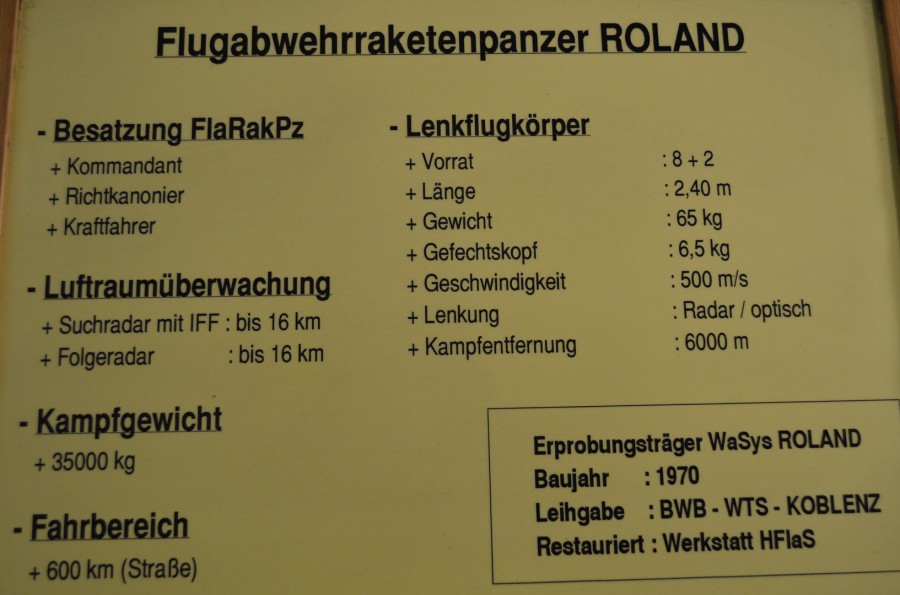 Flugabwehrraketenpanzer ROLAND
- Besatzung FlaRakPz
+ Kommandant
+ Richtkanonier
+ Kraftfahrer
- Luftraumüberwachung
+ Suchradar mit IFF : bis 16 km
+ Folgeradar : bis 16 km
- Kampfgewicht
+ 35000 kg
- Fahrbereich
+ 600 km (Straße)
- Lenkflugkörper
+ Vorrat : 8 + 2
+ Länge : 2,40 m
+ Gewicht : 65 kg
+ Gefechtskopf : 6,5 kg
+ Geschwindigkeit : 500 m/s
+ Lenkung : Radar / optisch
+ Kampfentfernung : 6000 m
Erprobungsträger WaSys ROLAND
Baujahr : 1970
Leihgabe : BWB - WTS - KOBLENZ
Restauriert : Werkstatt HFlaS